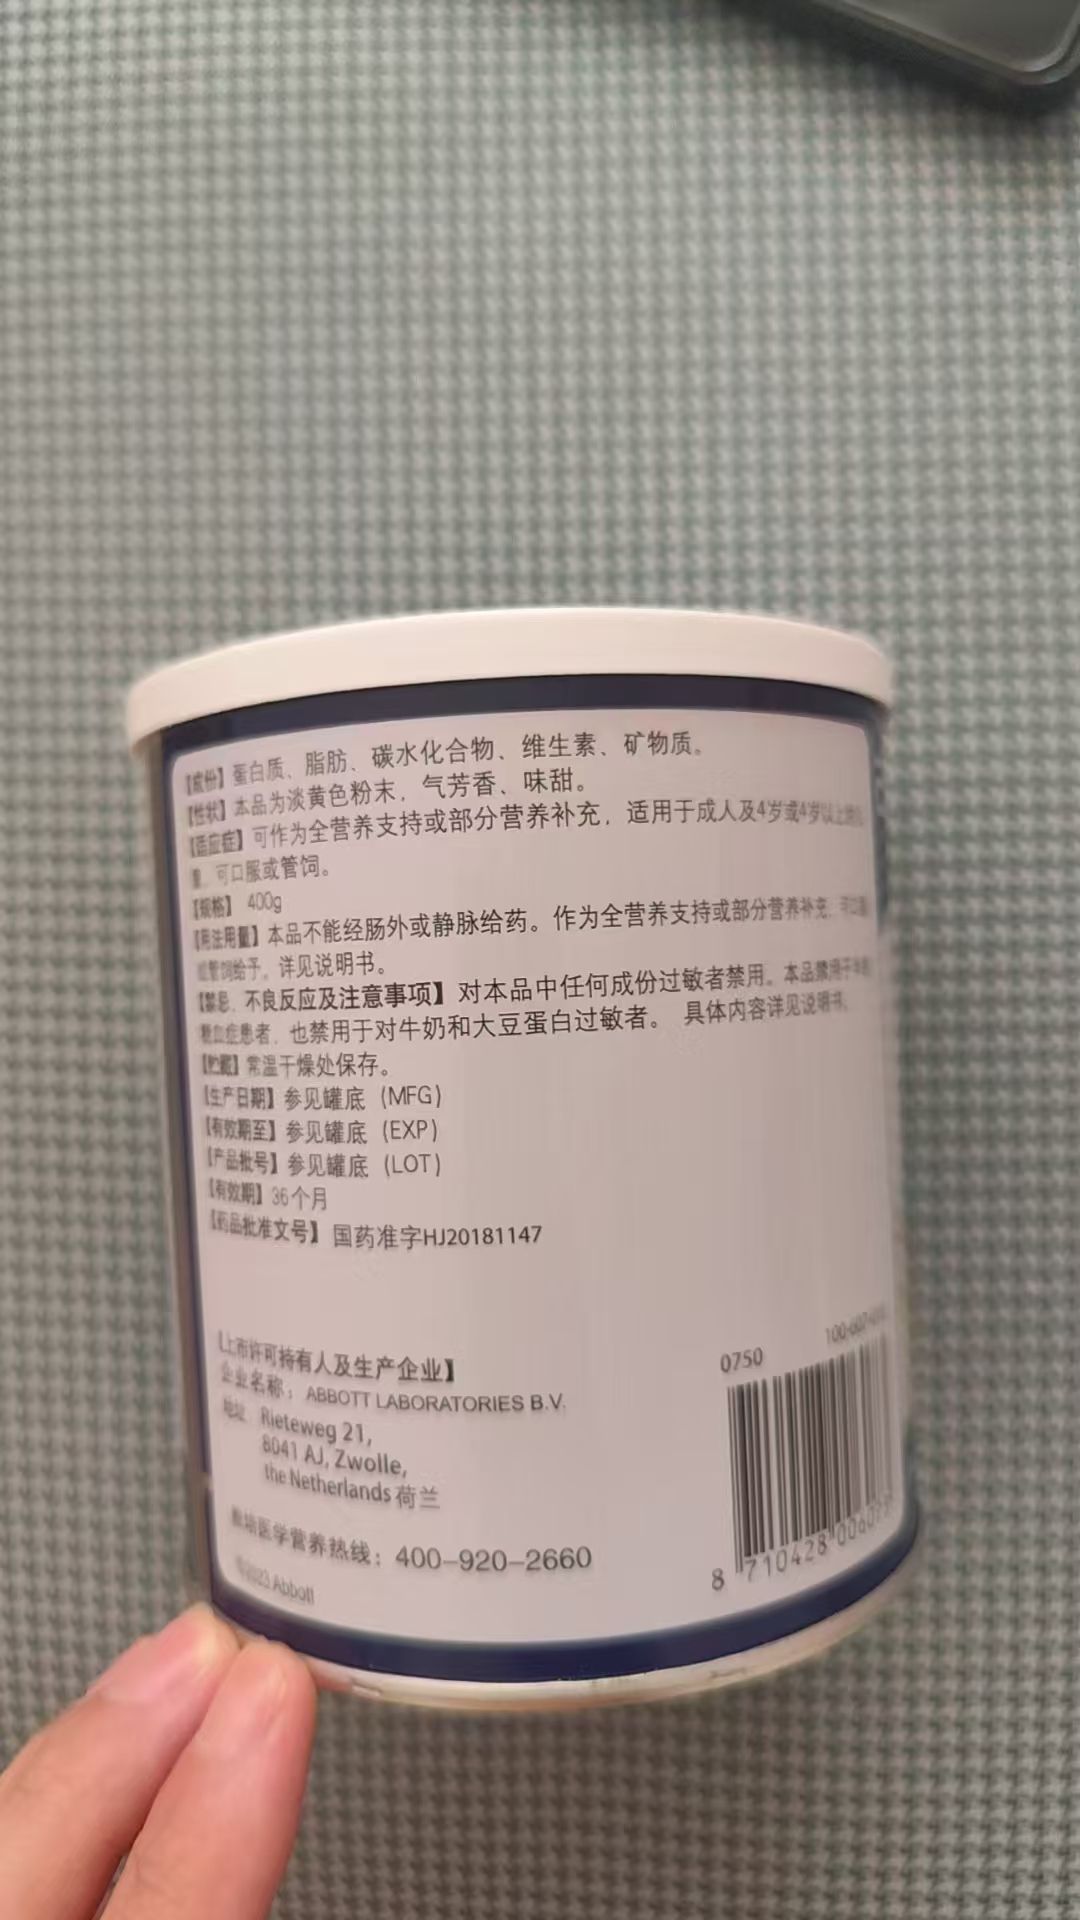 【成份】蛋白质、脂肪、碳水化合物、维生素、矿物质。
【性状】本品为淡黄色粉末，气芳香、味甜。
【适应症】可作为全营养支持或部分营养补充，适用于成人及4岁或4岁以上
可口服或管饲。
【规格】 400g
【用法用量】本品不能经肠外或静脉给药。作为全营养支持或部分营养补充，可口服
管饲给予。详见说明书。
【禁忌、不良反应及注意事项】对本品中任何成份过敏者禁用。本品禁用于半乳
糖血症患者，也禁用于对牛奶和大豆蛋白过敏者。 具体内容详见说明书。
【贮藏】常温干燥处保存。
【生产日期】参见罐底（MFG）
【有效期至】参见罐底（EXP）
【产品批号】参见罐底（LOT）
【有效期】36个月
【药品批准文号】国药准字HJ20181147
【上市许可持有人及生产企业】
企业名称：ABBOTT LABORATORIES B.V.
地址 Rieteweg 21,
8041 AJ, Zwolle,
the Netherlands 荷兰
雅培医学营养热线：400-920-2660
©2023 Abbott
0750
8 710428 0060